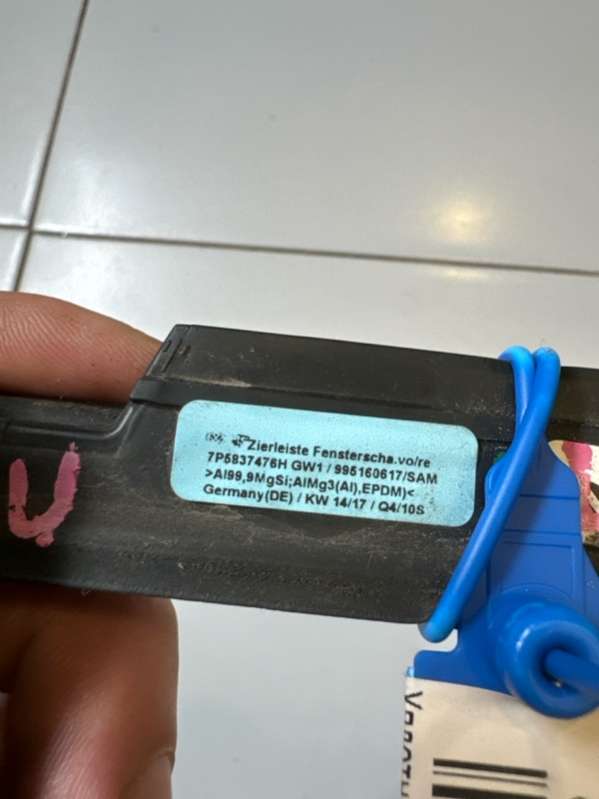 Zierleiste Fensterscha.vo/re
7P5837476H GW1 / 995160617/SAM
>Al99,9MgSi;AlMg3(Al),EPDM)<
Germany(DE) / KW 14/17 / Q4/10S
U